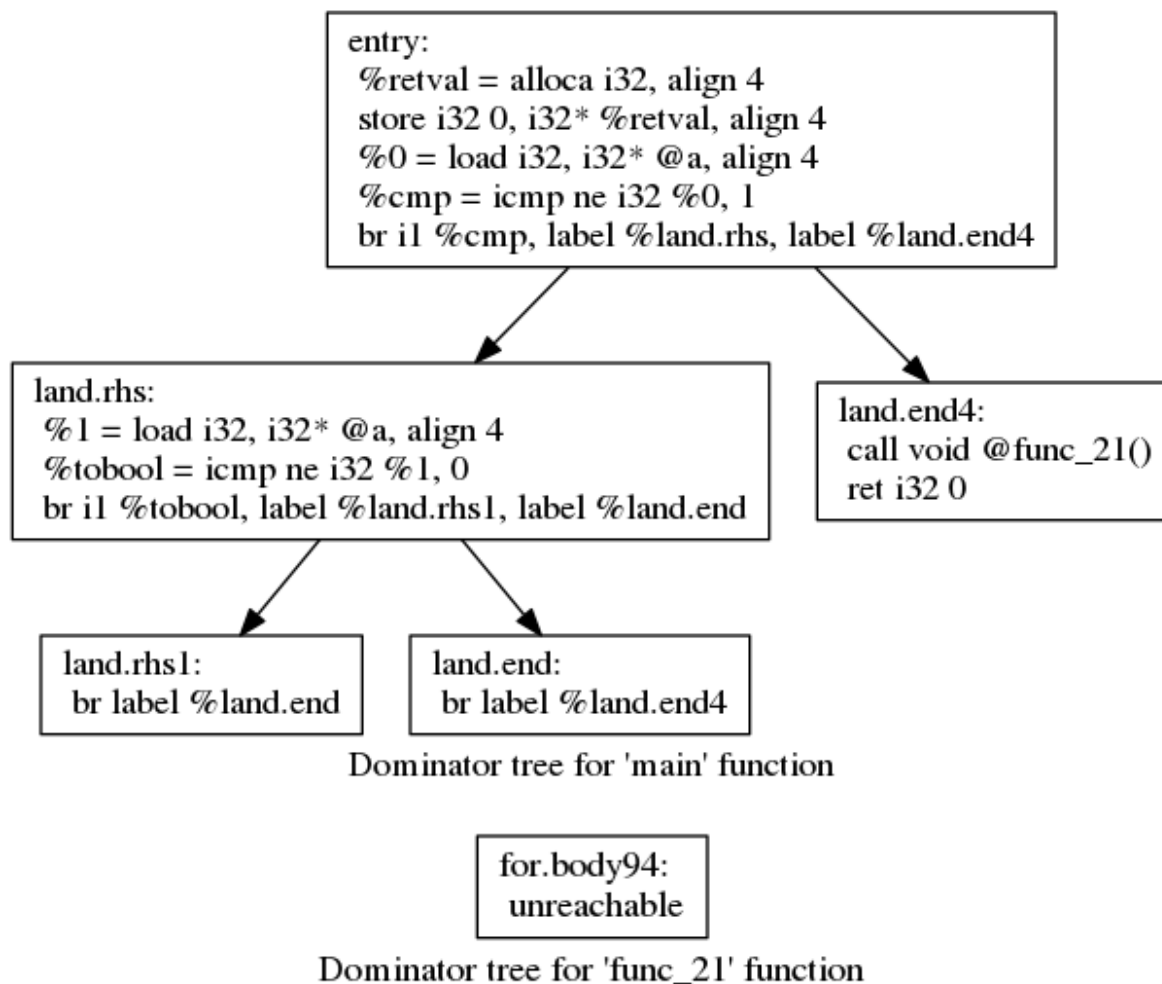 entry:
%retval = alloca i32, align 4
store i32 0, i32* %retval, align 4
%0 = load i32, i32* @a, align 4
%cmp = icmp ne i32 %0, 1
br i1 %cmp, label %land.rhs, label %land.end4
land.rhs:
%1 = load i32, i32* @a, align 4
%tobool = icmp ne i32 %1, 0
br i1 %tobool, label %land.rhs1, label %land.end
land.end4:
call void @func_21()
ret i32 0
land.rhs1:
br label %land.end
land.end:
br label %land.end4
Dominator tree for 'main' function
for.body94:
unreachable
Dominator tree for 'func_21' function